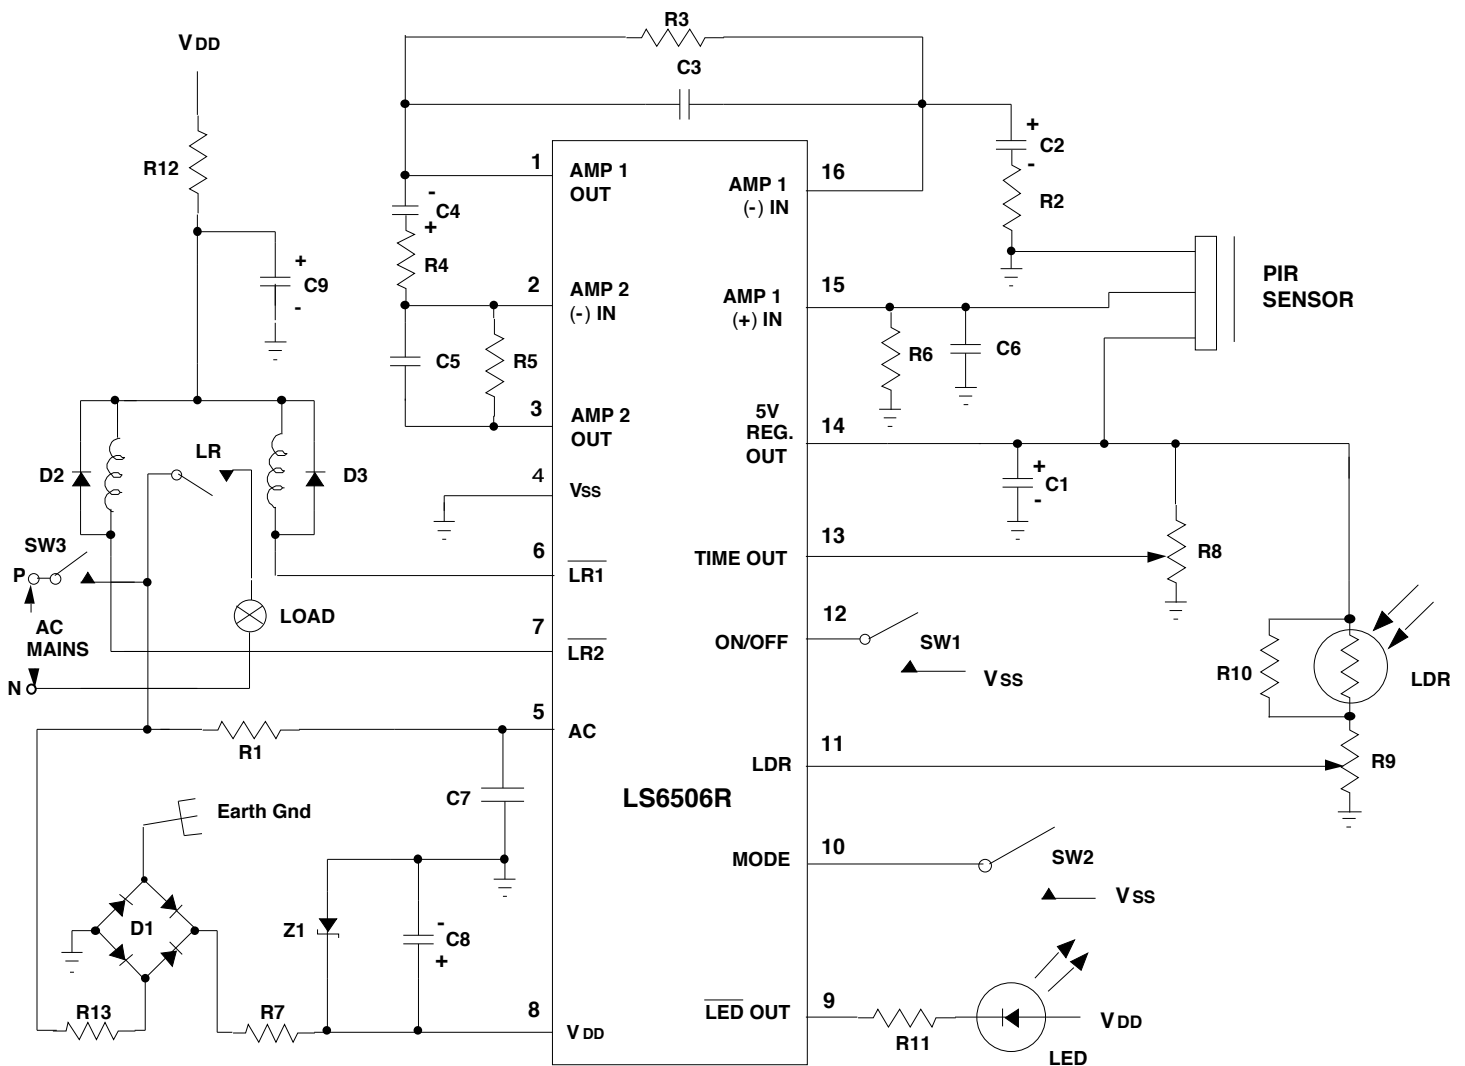 R3
VDD
C3
+
C2
-
R12
1
AMP 1
OUT
16
AMP 1
(-) IN
-
C4
+
R2
R4
+
C9
-
2
AMP 2
(-) IN
15
AMP 1
(+) IN
PIR
SENSOR
C5
R5
R6
C6
3
AMP 2
OUT
5V
REG.
OUT
14
D2
LR
D3
4
VSS
+
C1
-
SW3
6
LR1
13
TIME OUT
R8
P
AC
MAINS
N
LOAD
7
LR2
12
ON/OFF
SW1
VSS
R10
LDR
5
AC
R1
11
LDR
R9
C7
LS6506R
Earth Gnd
10
MODE
SW2
VSS
D1
Z1
-
C8
+
R13
R7
8
VDD
9
LED OUT
R11
VDD
LED